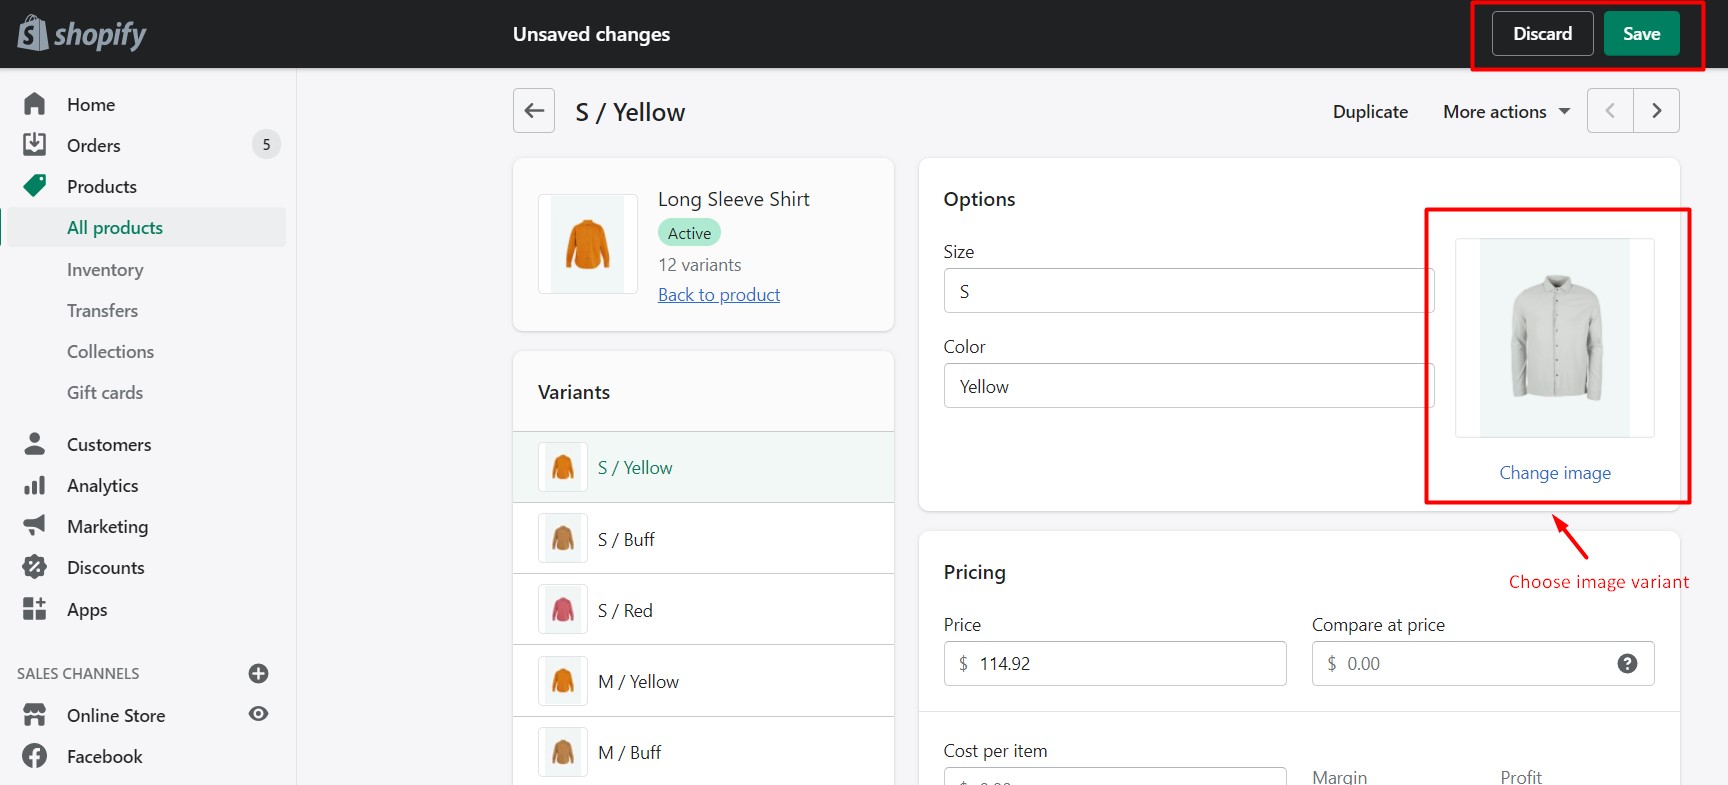 shopify
Unsaved changes
Discard
Save
Home
Orders
5
Products
All products
Inventory
Transfers
Collections
Gift cards
Customers
Analytics
Marketing
Discounts
Apps
SALES CHANNELS
Online Store
Facebook
S / Yellow
Duplicate
More actions
Long Sleeve Shirt
Active
12 variants
Back to product
Variants
S / Yellow
S / Buff
S / Red
M / Yellow
M / Buff
Options
Size
S
Color
Yellow
Change image
Choose image variant
Pricing
Price
$ 114.92
Compare at price
$ 0.00
Cost per item
Margin
Profit